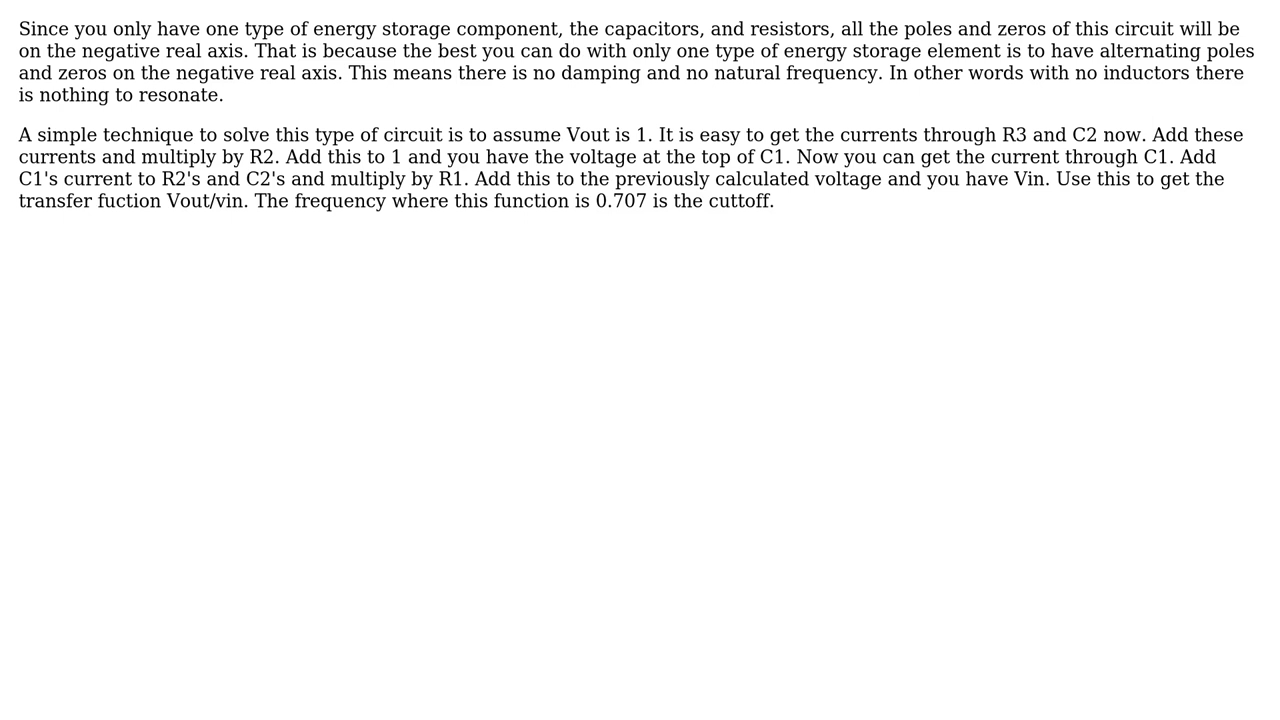 Since you only have one type of energy storage component, the capacitors, and resistors, all the poles and zeros of this circuit will be
on the negative real axis. That is because the best you can do with only one type of energy storage element is to have alternating poles
and zeros on the negative real axis. This means there is no damping and no natural frequency. In other words with no inductors there
is nothing to resonate.
A simple technique to solve this type of circuit is to assume Vout is 1. It is easy to get the currents through R3 and C2 now. Add these
currents and multiply by R2. Add this to 1 and you have the voltage at the top of C1. Now you can get the current through C1. Add
C1's current to R2's and C2's and multiply by R1. Add this to the previously calculated voltage and you have Vin. Use this to get the
transfer fuction Vout/vin. The frequency where this function is 0.707 is the cuttoff.